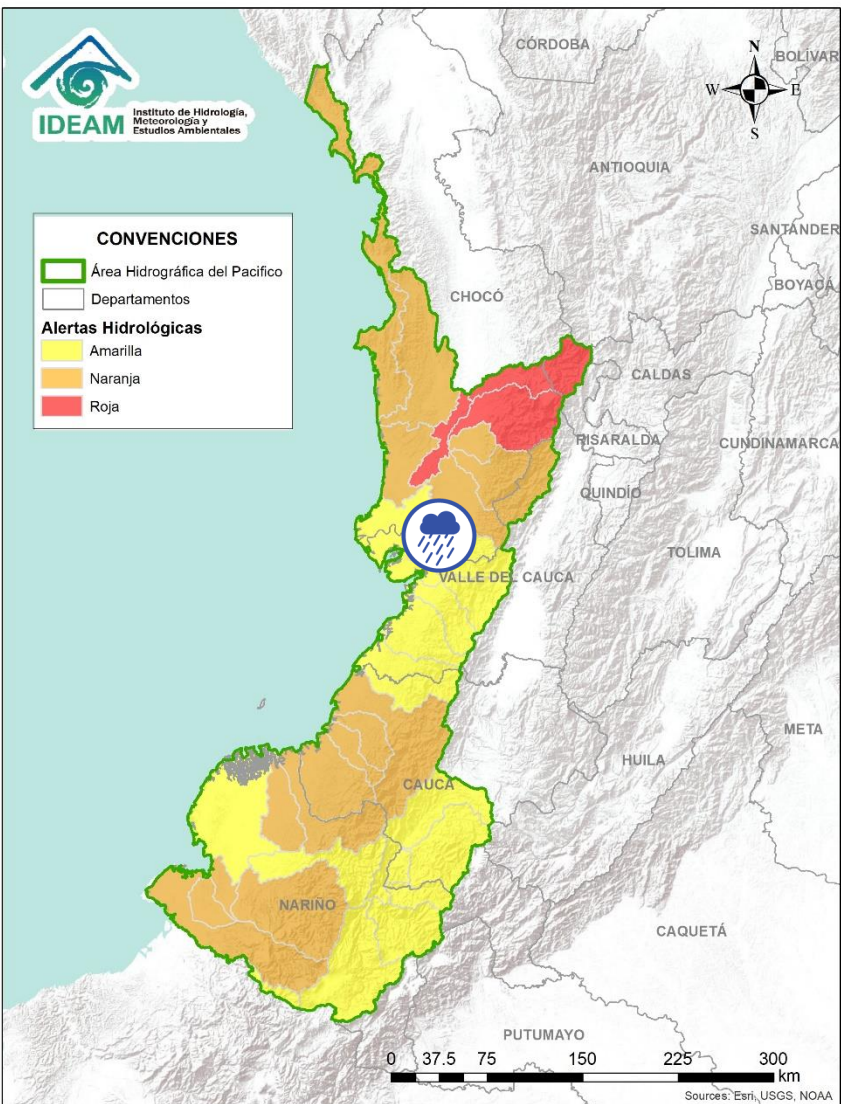 IDEAM
Instituto de Hidrología,
Meteorología y
Estudios Ambientales
CÓRDOBA
BOLÍVAR
N
W
E
S
ANTIOQUIA
SANTANDER
BOYACÁ
CONVENCIONES
Área Hidrográfica del Pacifico
Departamentos
Alertas Hidrológicas
Amarilla
Naranja
Roja
CHOCÓ
CALDAS
RISARALDA
CUNDINAMARCA
QUINDÍO
TOLIMA
VALLE DEL CAUCA
META
HUILA
CAUCA
NARIÑO
CAQUETÁ
PUTUMAYO
0 37.5 75 150 225 300
km
Sources: Esri, USGS, NOAA